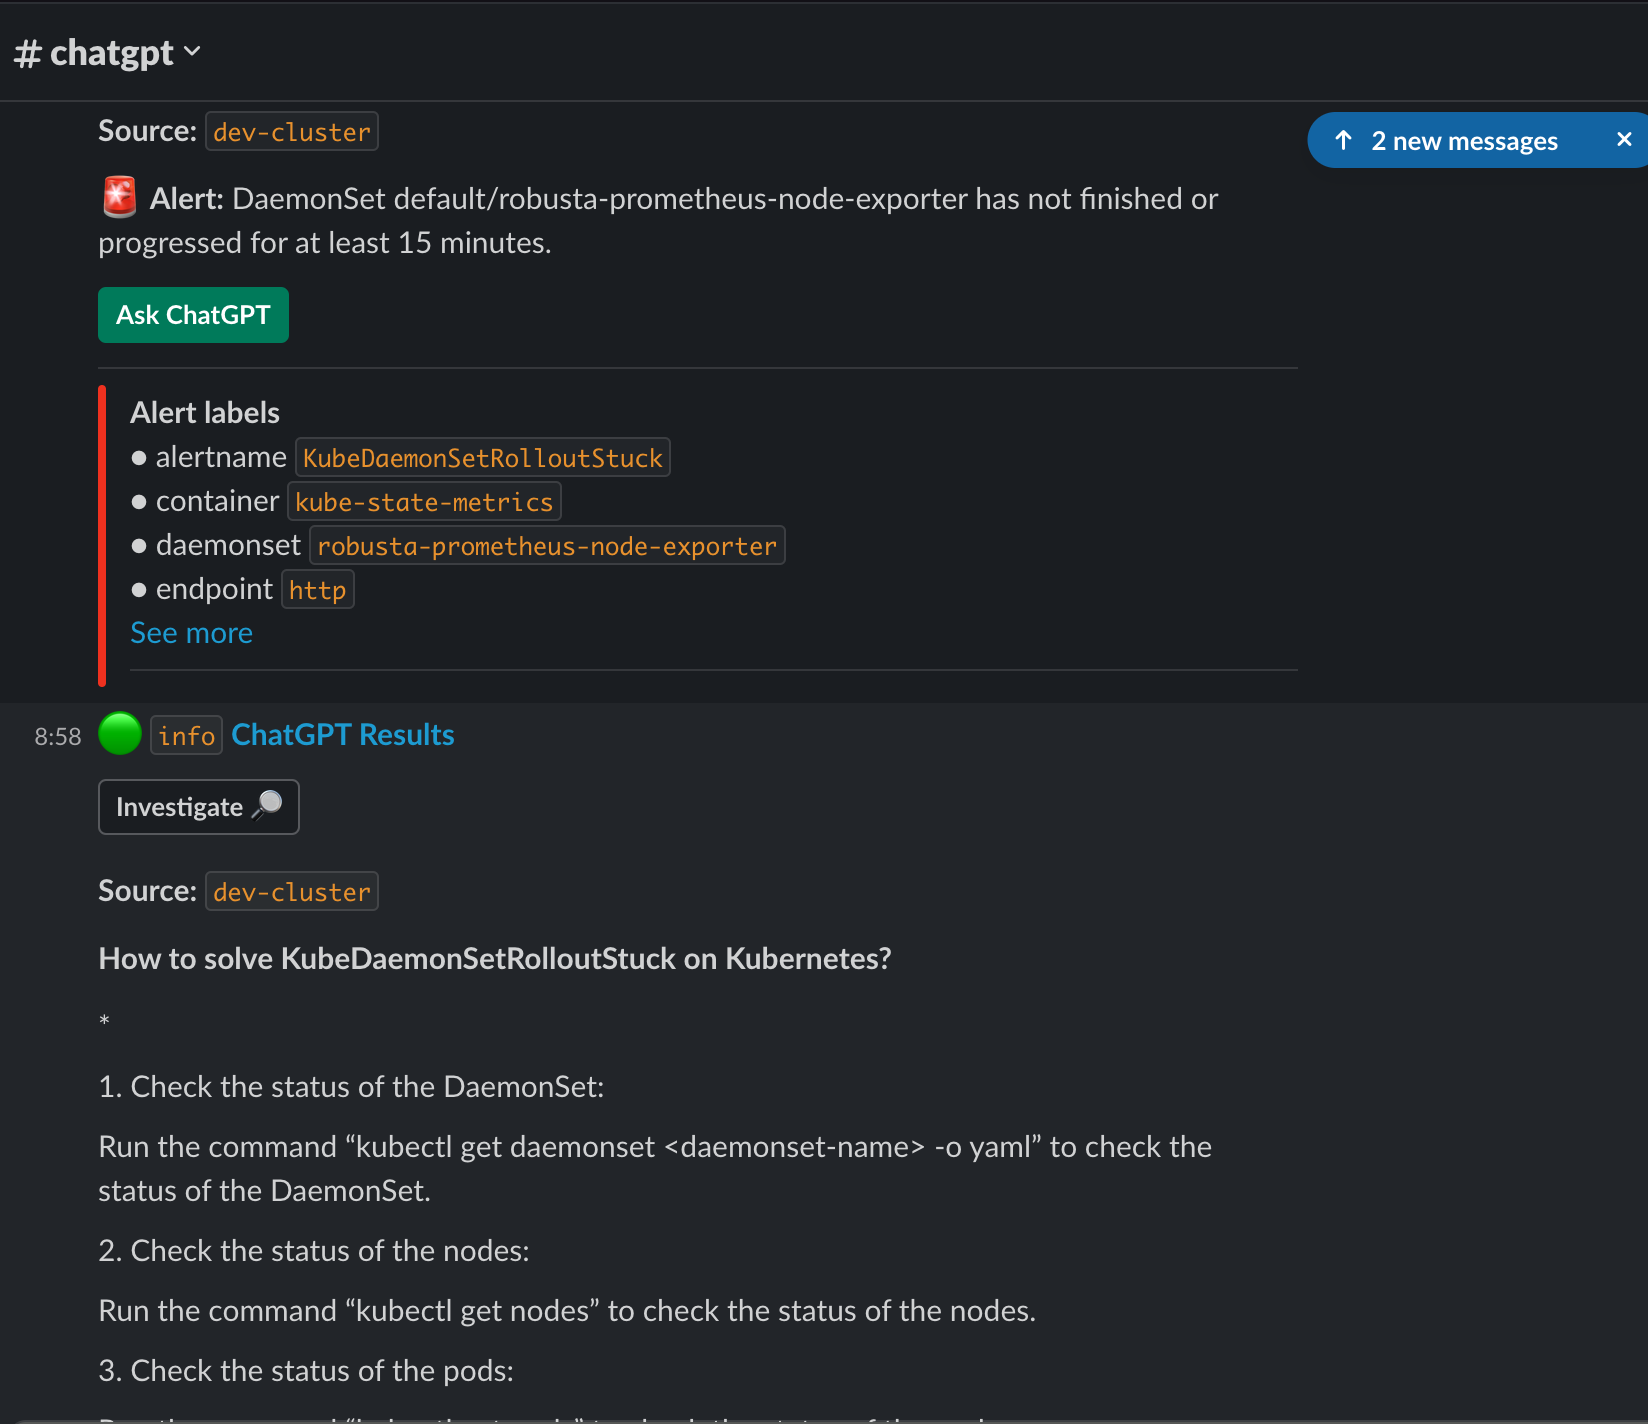 # chatgpt
Source: dev-cluster
2 new messages
Alert: DaemonSet default/robusta-prometheus-node-exporter has not finished or
progressed for at least 15 minutes.
Ask ChatGPT
Alert labels
● alertname KubeDaemonSetRolloutStuck
● container kube-state-metrics
● daemonset robusta-prometheus-node-exporter
● endpoint http
See more
8:58 info ChatGPT Results
Investigate
Source: dev-cluster
How to solve KubeDaemonSetRolloutStuck on Kubernetes?
*
1. Check the status of the DaemonSet:
Run the command “kubectl get daemonset <daemonset-name> -o yaml” to check the
status of the DaemonSet.
2. Check the status of the nodes:
Run the command “kubectl get nodes” to check the status of the nodes.
3. Check the status of the pods: